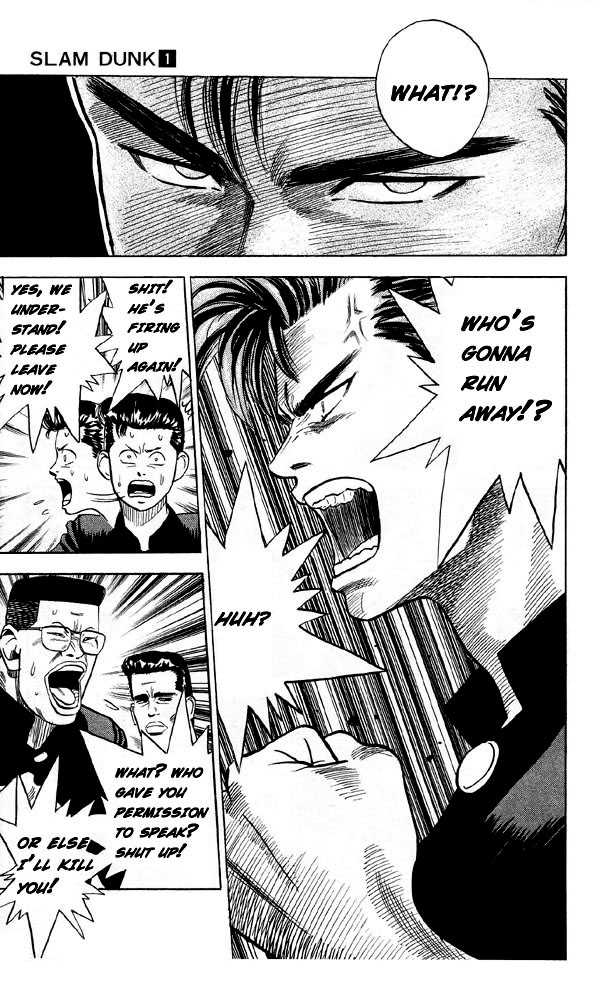 SLAM DUNK 1
WHAT!?
WHO'S
GONNA
RUN
AWAY!?
HUH?
SHIT!
HE'S
FIRING
UP
AGAIN!
YES, WE
UNDER-
STAND!
PLEASE
LEAVE
NOW!
WHAT? WHO
GAVE YOU
PERMISSION
TO SPEAK?
SHUT UP!
OR ELSE
I'LL KILL
YOU!